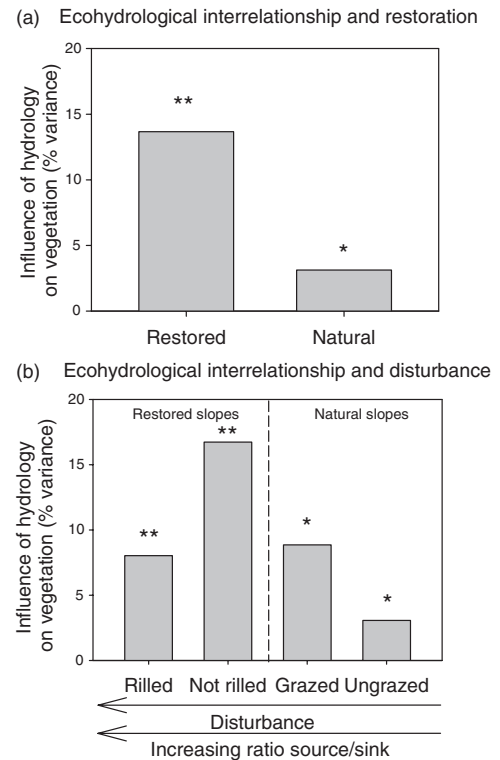 (a) Ecohydrological interrelationship and restoration
Influence of hydrology
on vegetation (% variance)
20
15
10
5
0
**
*
Restored Natural
(b) Ecohydrological interrelationship and disturbance
Influence of hydrology
on vegetation (% variance)
20
15
10
5
0
Restored slopes Natural slopes
**
**
*
*
Rilled Not rilled Grazed Ungrazed
Disturbance
Increasing ratio source/sink